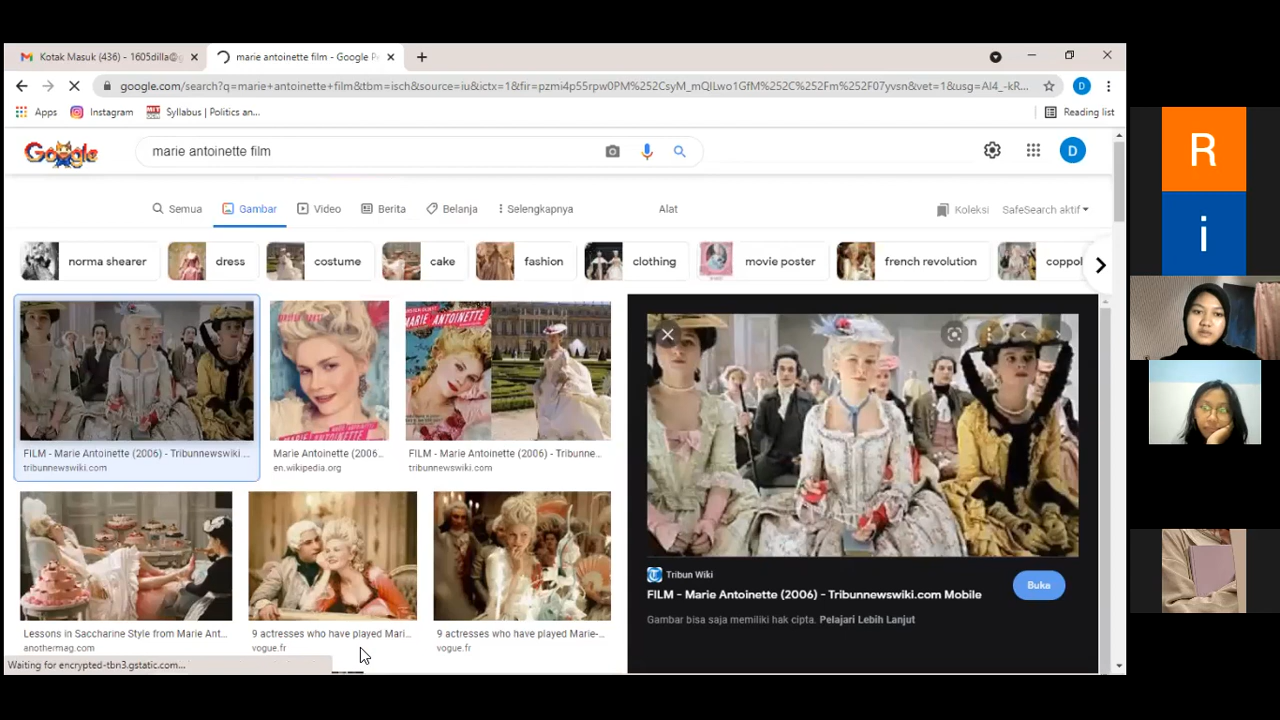 Kotak Masuk (436) - 1605dilla@g
marie antoinette film - Google P
google.com/search?q=marie+antoinette+film&tbm=isch&source=iu&ictx=1&fir=pzmi4p55rpw0PM%252CsyM_mQlLwo1GfM%252C%252Fm%252F07yvsn&vet=1&usg=AI4_-kR...
Apps
Instagram
MIT
Syllabus | Politics an...
Reading list
Google
marie antoinette film
D
Semua
Gambar
Video
Berita
Belanja
Selengkapnya
Alat
Koleksi
SafeSearch aktif
norma shearer
dress
costume
cake
fashion
clothing
movie poster
french revolution
coppol
MARIE ANTOINETTE
FILM - Marie Antoinette (2006) - Tribunnewswiki ...
tribunnewswiki.com
Marie Antoinette (2006...
en.wikipedia.org
FILM - Marie Antoinette (2006) - Tribunne...
tribunnewswiki.com
Lessons in Saccharine Style from Marie Ant...
anothermag.com
9 actresses who have played Mari...
vogue.fr
9 actresses who have played Marie-...
vogue.fr
Tribun Wiki
FILM - Marie Antoinette (2006) - Tribunnewswiki.com Mobile
Buka
Gambar bisa saja memiliki hak cipta. Pelajari Lebih Lanjut
Waiting for encrypted-tbn3.gstatic.com...
R
i